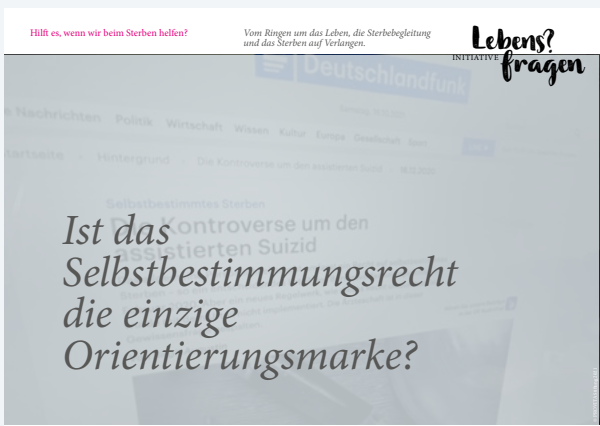 Hilft es, wenn wir beim Sterben helfen?
Vom Ringen um das Leben, die Sterbebegleitung
und das Sterben auf Verlangen.
Lebens?
INITIATIVE
fragen
Deutschlandfunk
Nachrichten Politik Wirtschaft Wissen Kultur Europa Gesellschaft
Startseite Hintergrund Die Kontroverse um den assistierten Suizid
Selbstbestimmtes Sterben
Die Kontroverse um den
assistierten Suizid
Ist das
Selbstbestimmungsrecht
die einzige
Orientierungsmarke?